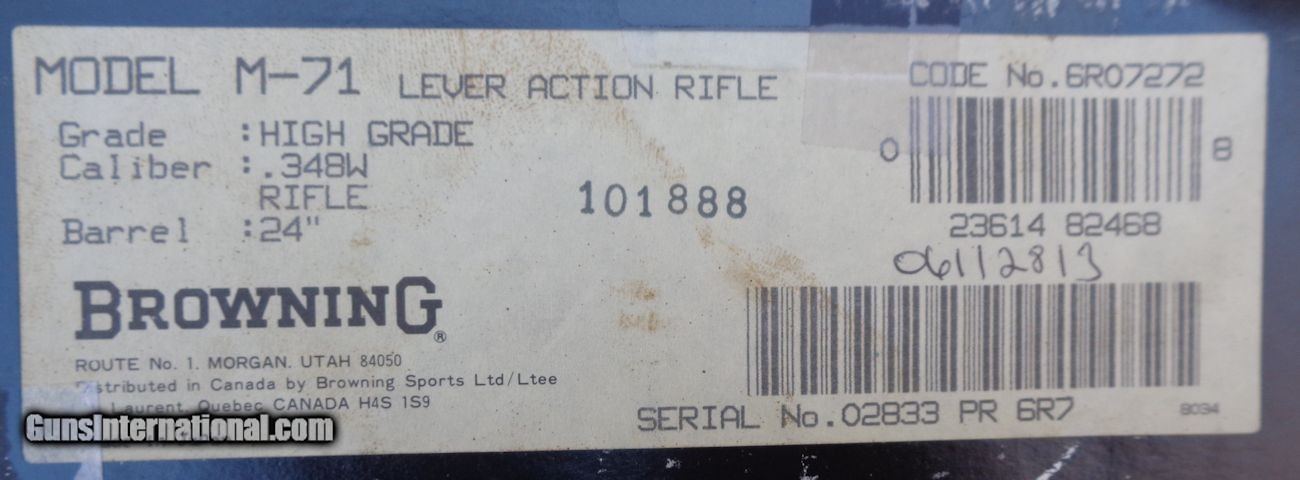 MODEL M-71 LEVER ACTION RIFLE
CODE No.6R07272
Grade :HIGH GRADE
Caliber :.348W
RIFLE
Barrel :24"
101888
0 8
23614 82468
06112813
BROWNING®
ROUTE No. 1. MORGAN. UTAH 84050
Distributed in Canada by Browning Sports Ltd/Ltee
Laurent, Quebec CANADA H4S 1S9
SERIAL No.02833 PR 6R7
8034
GunsInternational.com